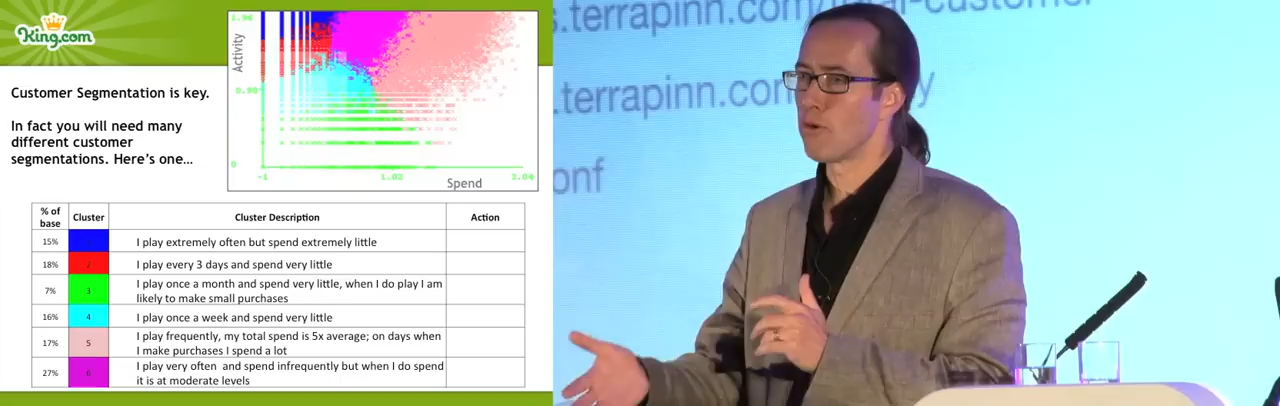 King.com
Customer Segmentation is key.
In fact you will need many
different customer
segmentations. Here's one...
1.96
Activity
0.98
0
-1
1.02
Spend
3.04
% of
base
Cluster
Cluster Description
Action
15%
I play extremely often but spend extremely little
18%
2
I play every 3 days and spend very little
7%
3
I play once a month and spend very little, when I do play I am
likely to make small purchases
16%
4
I play once a week and spend very little
17%
5
I play frequently, my total spend is 5x average; on days when
I make purchases I spend a lot
27%
6
I play very often and spend infrequently but when I do spend
it is at moderate levels
.terrapinn.com/
-customer
.terrapinn.com
y
onf